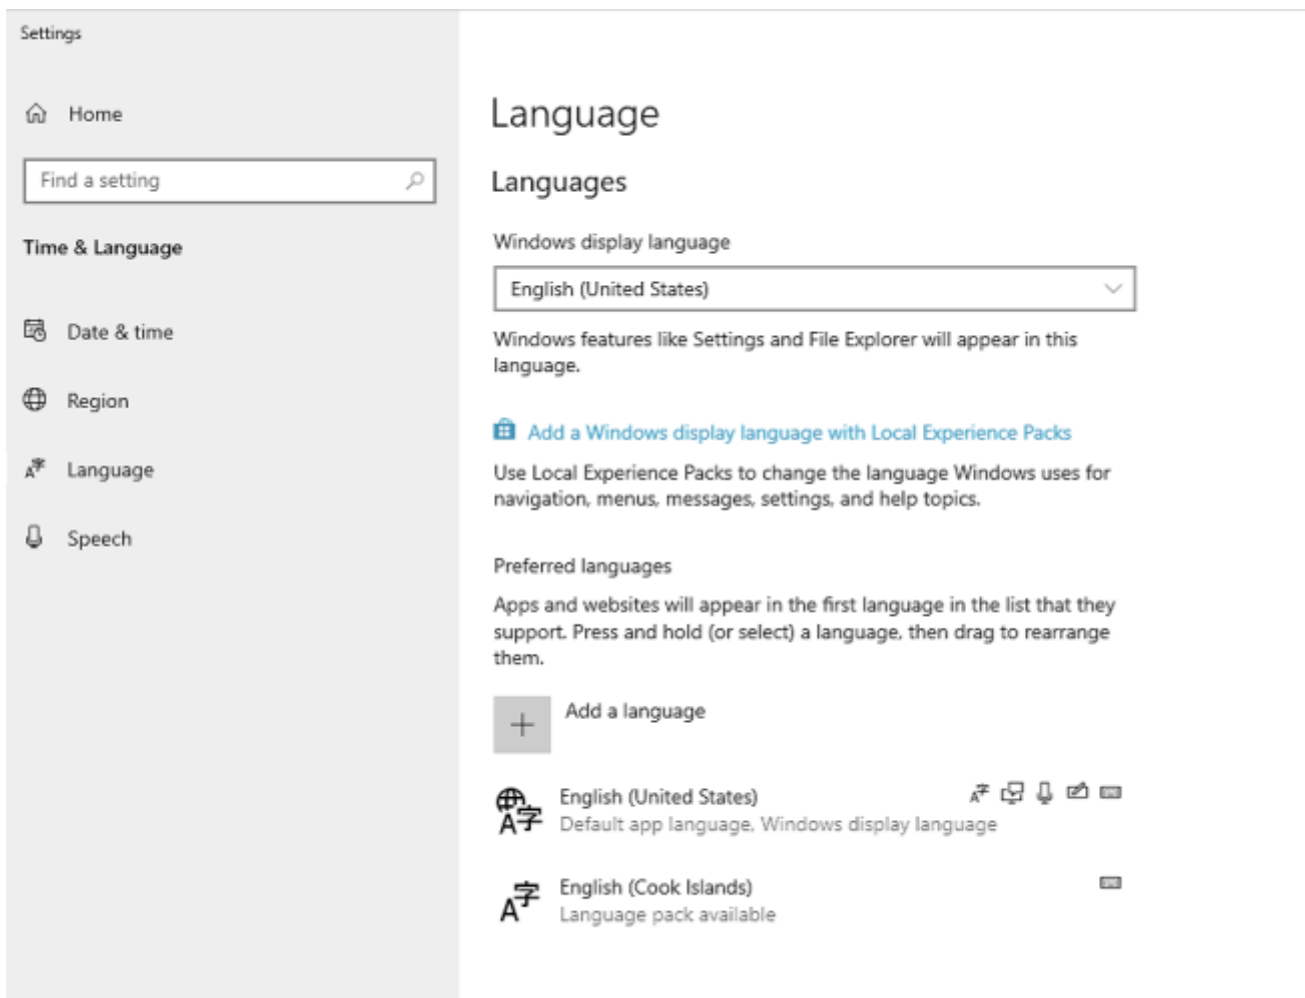 Settings
Home
Find a setting
Time & Language
Date & time
Region
Language
Speech
Language
Languages
Windows display language
English (United States)
Windows features like Settings and File Explorer will appear in this
language.
Add a Windows display language with Local Experience Packs
Use Local Experience Packs to change the language Windows uses for
navigation, menus, messages, settings, and help topics.
Preferred languages
Apps and websites will appear in the first language in the list that they
support. Press and hold (or select) a language, then drag to rearrange
them.
Add a language
English (United States)
Default app language, Windows display language
English (Cook Islands)
Language pack available